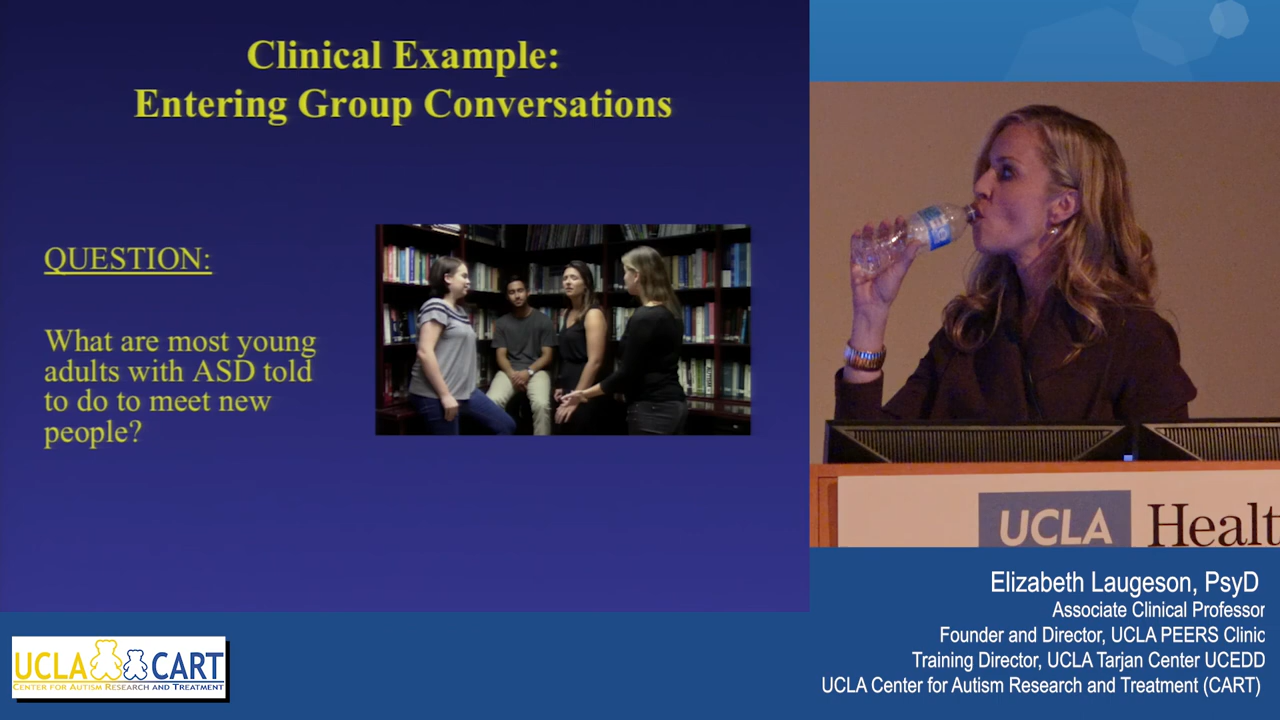 Clinical Example:
Entering Group Conversations
QUESTION:
What are most young
adults with ASD told
to do to meet new
people?
UCLA Healt
Elizabeth Laugeson, PsyD
Associate Clinical Professor
Founder and Director, UCLA PEERS Clinic
Training Director, UCLA Tarjan Center UCEDD
UCLA Center for Autism Research and Treatment (CART)
UCLA CART
CENTER FOR AUTISM RESEARCH AND TREATMENT